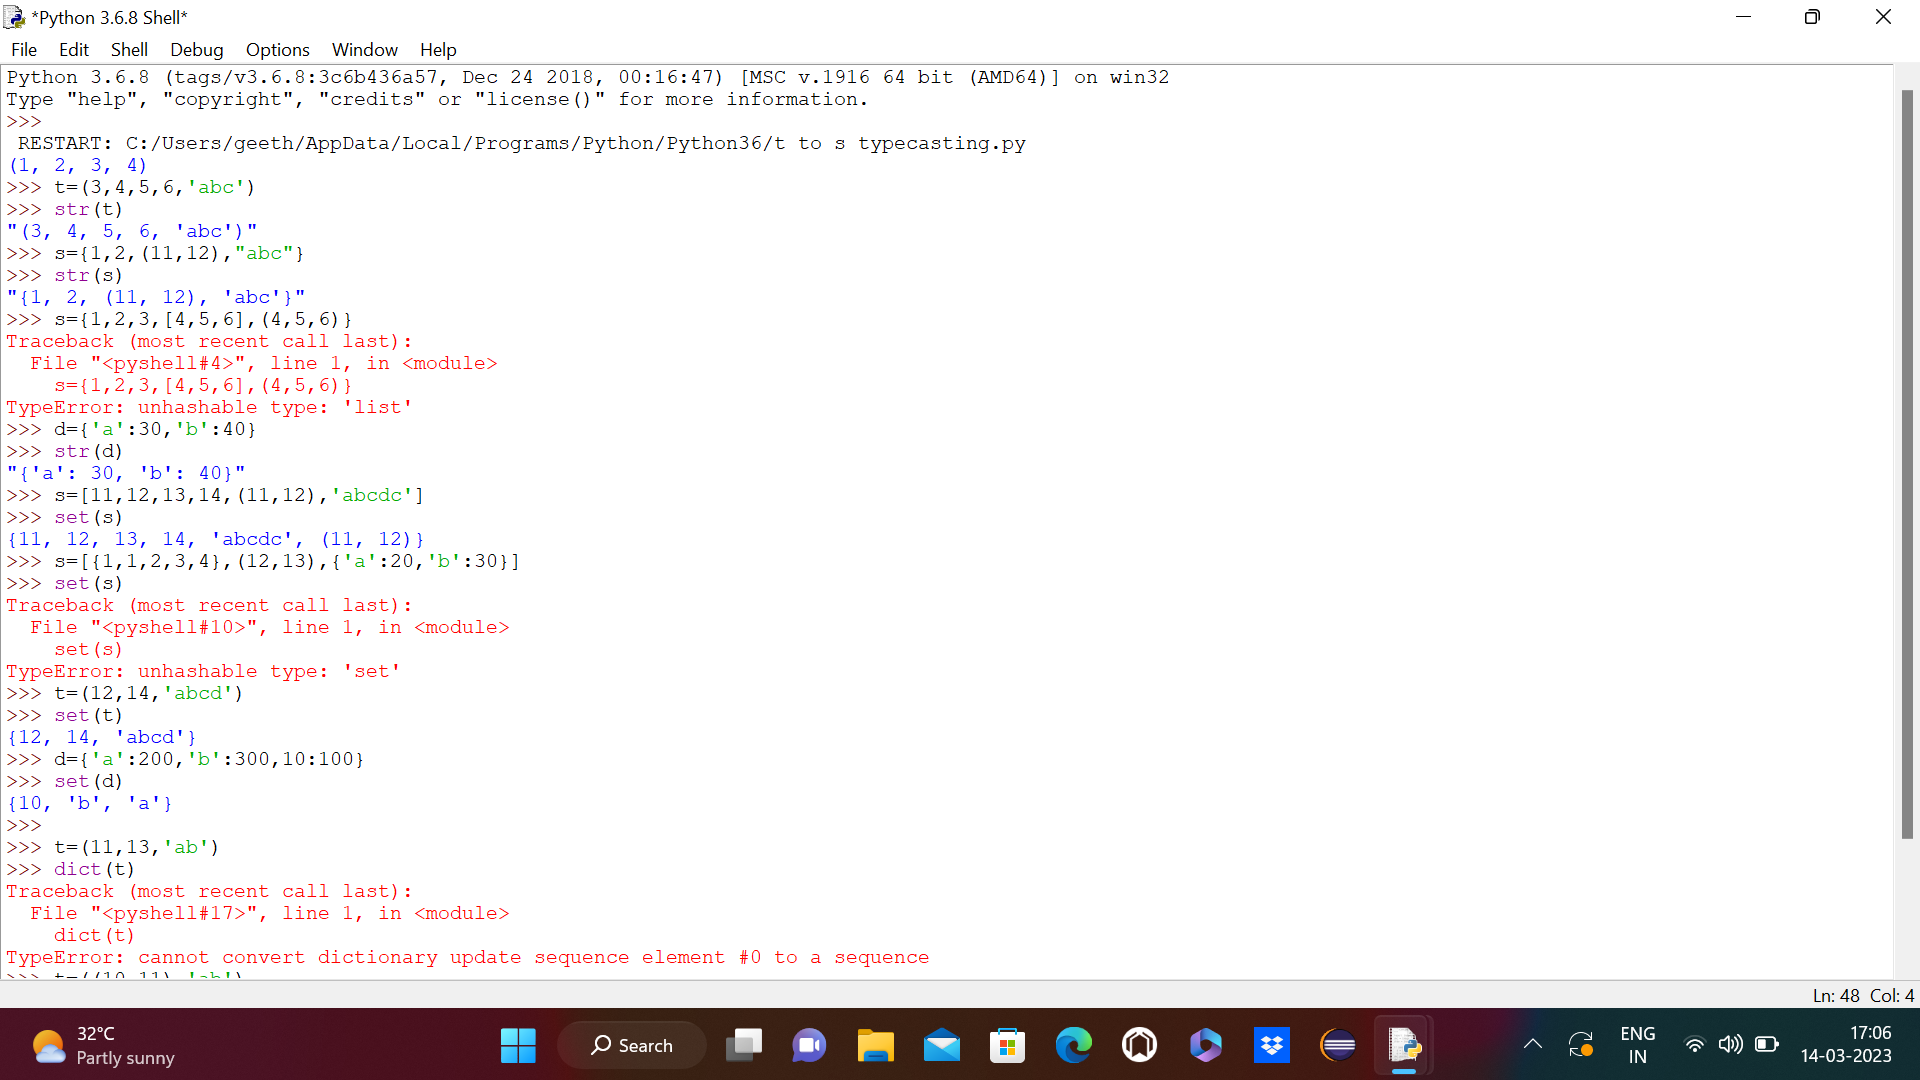 *Python 3.6.8 Shell*
File Edit Shell Debug Options Window Help
Python 3.6.8 (tags/v3.6.8:3c6b436a57, Dec 24 2018, 00:16:47) [MSC v.1916 64 bit (AMD64)] on win32
Type "help", "copyright", "credits" or "license()" for more information.
>>>
 RESTART: C:/Users/geeth/AppData/Local/Programs/Python/Python36/t to s typecasting.py
(1, 2, 3, 4)
>>> t=(3,4,5,6,'abc')
>>> str(t)
"(3, 4, 5, 6, 'abc')"
>>> s={1,2,(11,12),"abc"}
>>> str(s)
"{1, 2, (11, 12), 'abc'}"
>>> s={1,2,3,[4,5,6],(4,5,6)}
Traceback (most recent call last):
  File "<pyshell#4>", line 1, in <module>
    s={1,2,3,[4,5,6],(4,5,6)}
TypeError: unhashable type: 'list'
>>> d={'a':30,'b':40}
>>> str(d)
"{'a': 30, 'b': 40}"
>>> s=[11,12,13,14,(11,12),'abcdc']
>>> set(s)
{11, 12, 13, 14, 'abcdc', (11, 12)}
>>> s=[{1,1,2,3,4},(12,13),{'a':20,'b':30}]
>>> set(s)
Traceback (most recent call last):
  File "<pyshell#10>", line 1, in <module>
    set(s)
TypeError: unhashable type: 'set'
>>> t=(12,14,'abcd')
>>> set(t)
{12, 14, 'abcd'}
>>> d={'a':200,'b':300,10:100}
>>> set(d)
{10, 'b', 'a'}
>>>
>>> t=(11,13,'ab')
>>> dict(t)
Traceback (most recent call last):
  File "<pyshell#17>", line 1, in <module>
    dict(t)
TypeError: cannot convert dictionary update sequence element #0 to a sequence
>>> t=((10,11),'ab')
Ln: 48 Col: 4
32°C
Partly sunny
Search
ENG
IN
17:06
14-03-2023